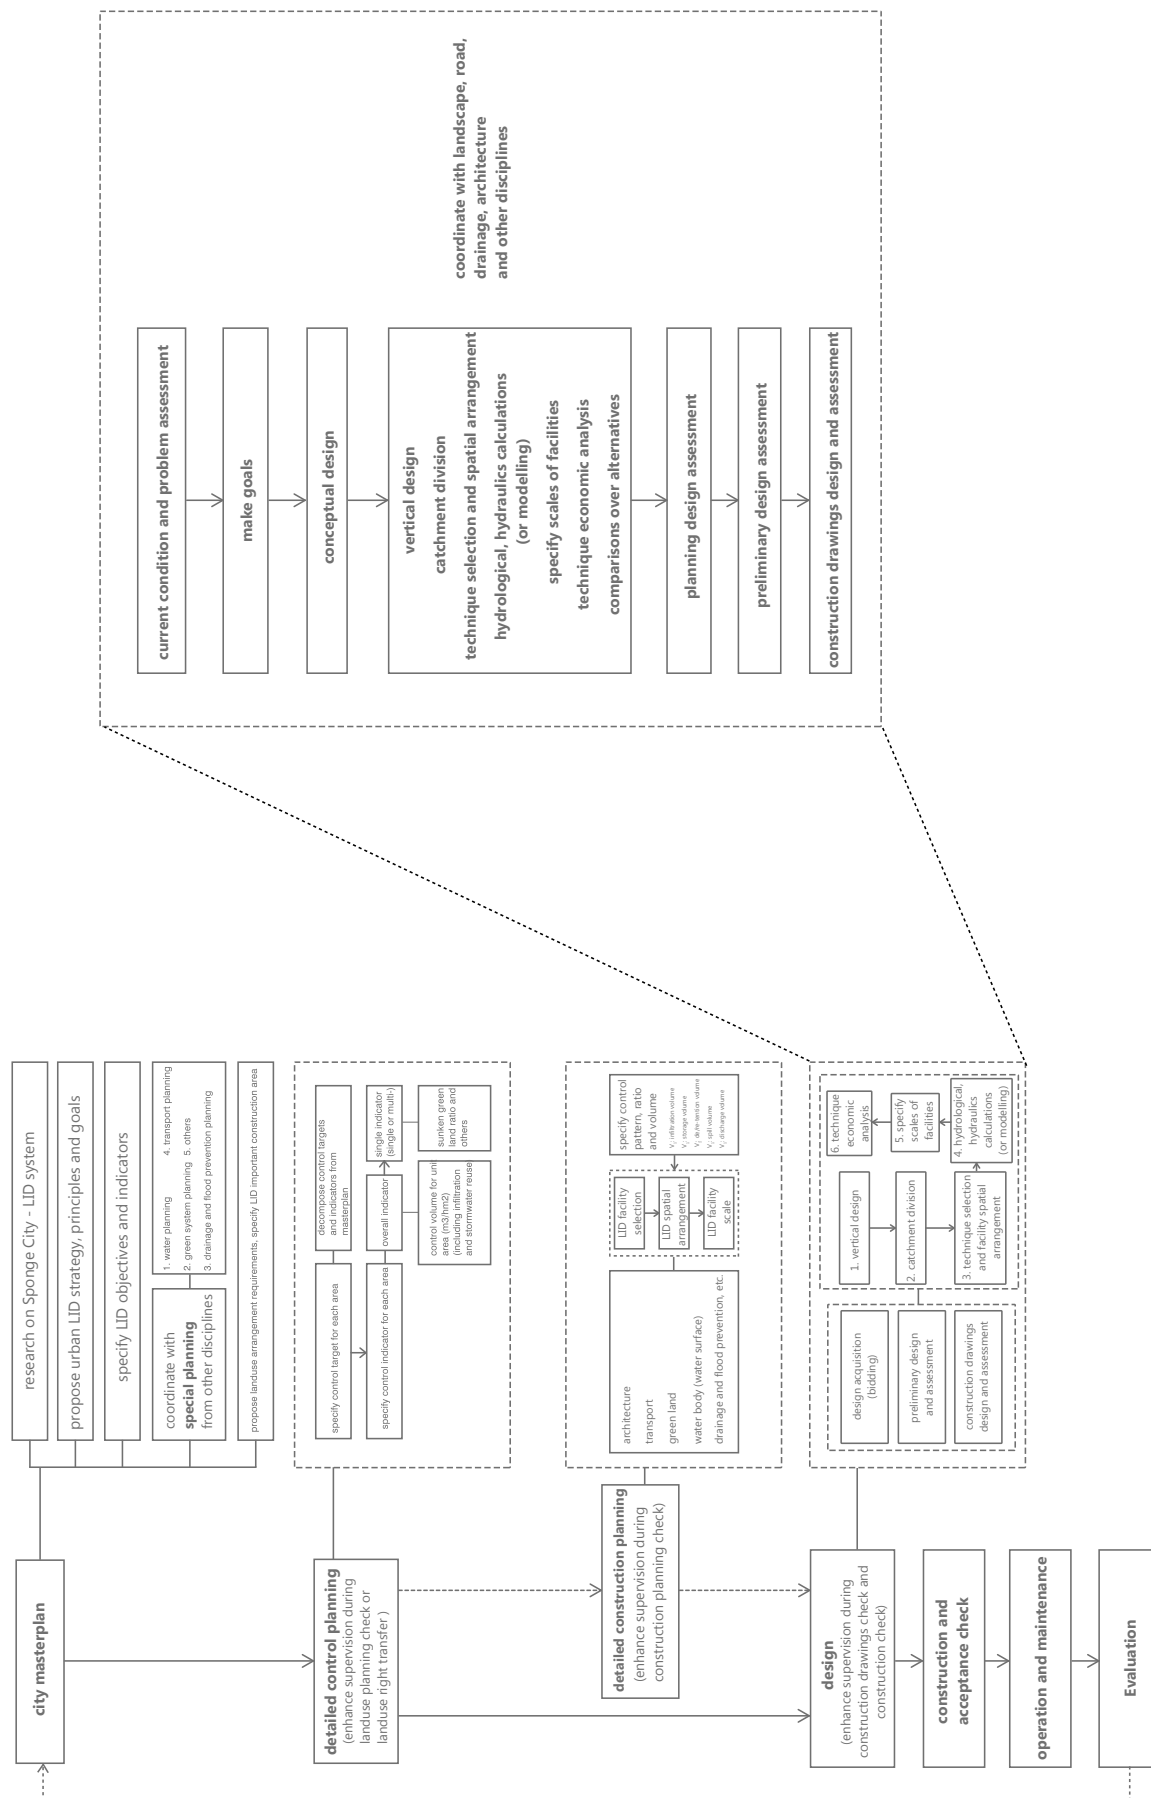 city masterplan
research on Sponge City - LID system
propose urban LID strategy, principles and goals
specify LID objectives and indicators
coordinate with
special planning
from other disciplines
1. water planning
4. transport planning
2. green system planning
5. others
3. drainage and flood prevention planning
propose landuse arrangement requirements, specify LID important construction area
detailed control planning
(enhance supervision during
landuse planning check or
landuse right transfer )
specify control target for each area
decompose control targets
and indicators from
masterplan
specify control indicator for each area
overall indicator
single indicator
(single or multi-)
control volume for unit
area (m3/hm2)
(including infiltration
and stormwater reuse
sunken green
land ratio and
others
detailed construction planning
(enhance supervision during
construction planning check)
architecture
transport
green land
water body (water surface)
drainage and flood prevention, etc.
LID facility
selection
LID spatial
arrangement
LID facility
scale
specify control
pattern, ratio
and volume
infiltration volume
storage volume
volume
spill volume
discharge volume
design
(enhance supervision during
construction drawings check and
construction check)
design acquisition
(bidding)
preliminary design
and assessment
construction drawings
design and assessment
1. vertical design
2. catchment division
3. technique selection
and facility spatial
arrangement
4. hydrological,
hydraulics
calculations
(or modelling)
5. specify
scales of
facilities
6. technique
economic
analysis
construction and
acceptance check
operation and maintenance
Evaluation
current condition and problem assessment
make goals
conceptual design
vertical design
catchment division
technique selection and spatial arrangement
hydrological, hydraulics calculations
(or modelling)
specify scales of facilities
technique economic analysis
comparisons over alternatives
planning design assessment
preliminary design assessment
construction drawings design and assessment
coordinate with landscape, road,
drainage, architecture
and other disciplines